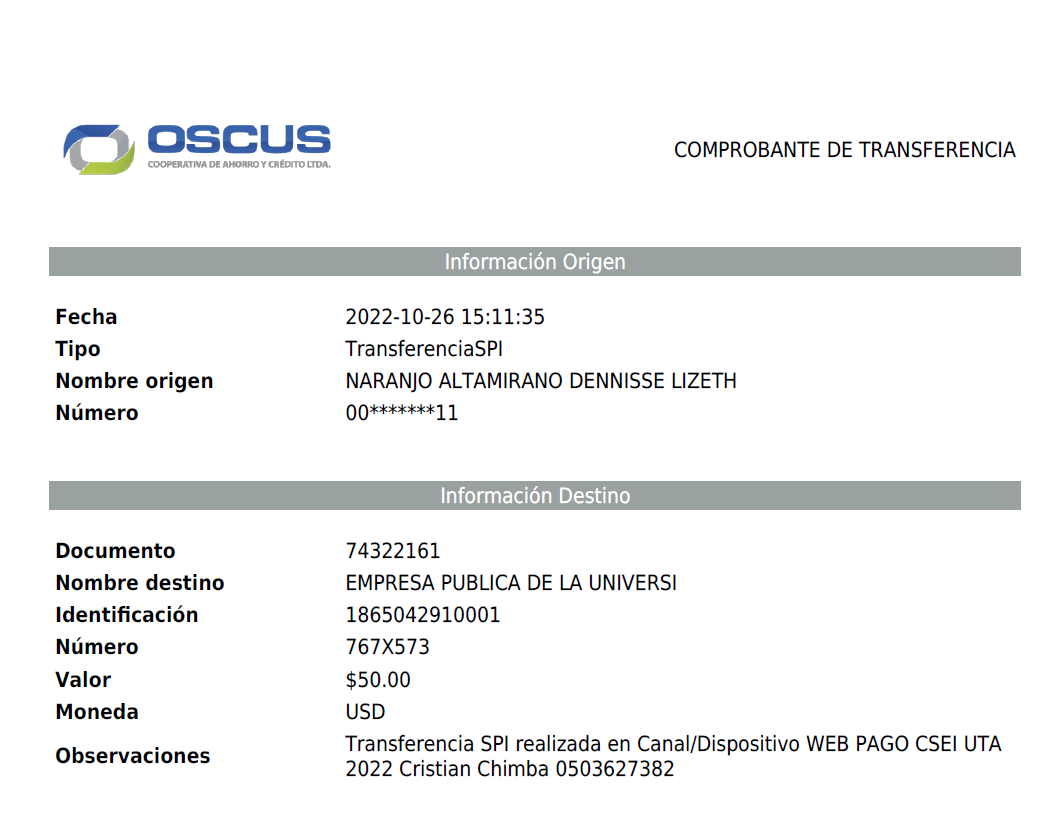 OSCUS
COOPERATIVA DE AHORRO Y CRÉDITO LTDA.
COMPROBANTE DE TRANSFERENCIA
Información Origen
Fecha 2022-10-26 15:11:35
Tipo TransferenciaSPI
Nombre origen NARANJO ALTAMIRANO DENNISSE LIZETH
Número 00*******11
Información Destino
Documento 74322161
Nombre destino EMPRESA PUBLICA DE LA UNIVERSI
Identificación 1865042910001
Número 767X573
Valor $50.00
Moneda USD
Observaciones Transferencia SPI realizada en Canal/Dispositivo WEB PAGO CSEI UTA
2022 Cristian Chimba 0503627382